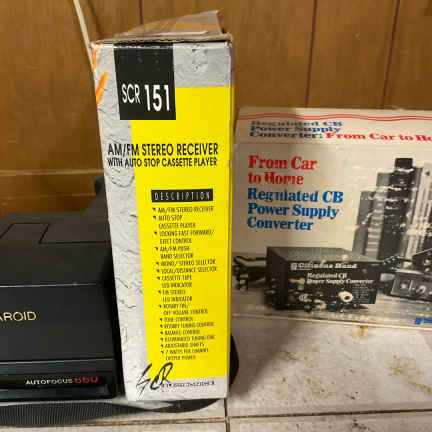 SCR 151
AM/FM STEREO RECEIVER
WITH AUTO STOP CASSETTE PLAYER
DESCRIPTION
AM/FM STEREO RECEIVER
AUTO STOP
CASSETTE PLAYER
LOCKING FAST FORWARD/
EJECT CONTROL
AM/FM PUSH
BAND SELECTOR
MONO/ STEREO SELECTOR
LOCAL/DISTANCE SELECTOR
CASSETTE TAPE
LED INDICATOR
FM STEREO
LED INDICATOR
ROTARY ON/
OFF VOLUME CONTROL
TONE CONTROL
ROTARY TUNING CONTROL
BALANCE CONTROL
ILLUMINATED TUNING DIAL
ADJUSTABLE SHAFTS
7 WATTS PER CHANNEL
OUTPUT POWER
SCR
Regulated CB
Power Supply
Converter: From Car to Ho
From Car
to Home
Regulated CB
Power Supply
Converter
Citizens Band
Regulated CB
Power Supply Converter
AROID
AUTOFOCUS 660